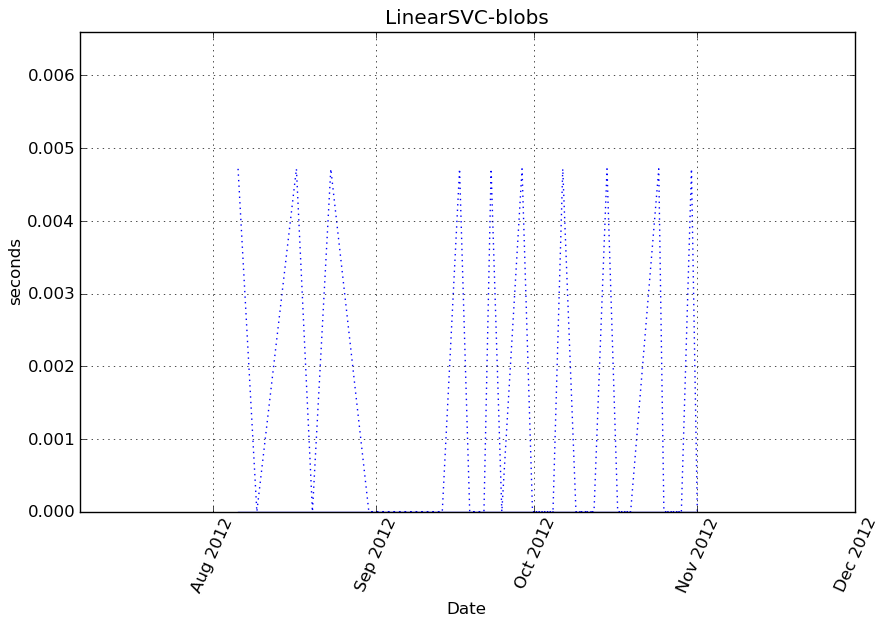 LinearSVC-blobs
0.006
0.005
0.004
0.003
0.002
0.001
0.000
seconds
Aug 2012
Sep 2012
Oct 2012
Nov 2012
Dec 2012
Date